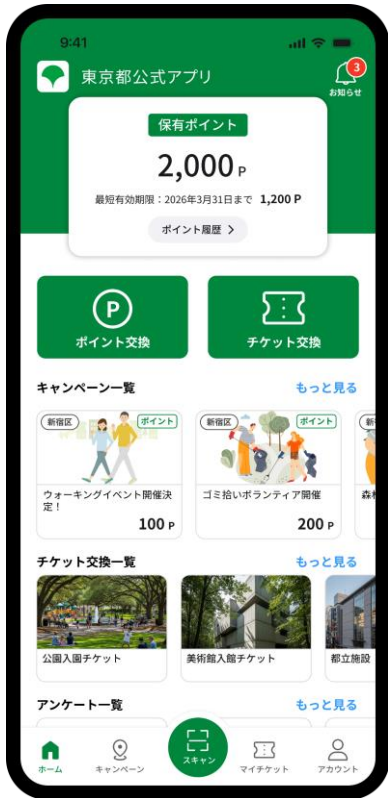 9:41
東京都公式アプリ
3
お知らせ
保有ポイント
2,000 P
最短有効期限：2026年3月31日まで 1,200 P
ポイント履歴
P
ポイント交換
チケット交換
キャンペーン一覧
もっと見る
新宿区
ポイント
ウォーキングイベント開催決
定！
100 P
新宿区
ポイント
ゴミ拾いボランティア開催
200 P
チケット交換一覧
もっと見る
公園入園チケット
美術館入館チケット
都立施設
アンケート一覧
もっと見る
ホーム
キャンペーン
スキャン
マイチケット
アカウント